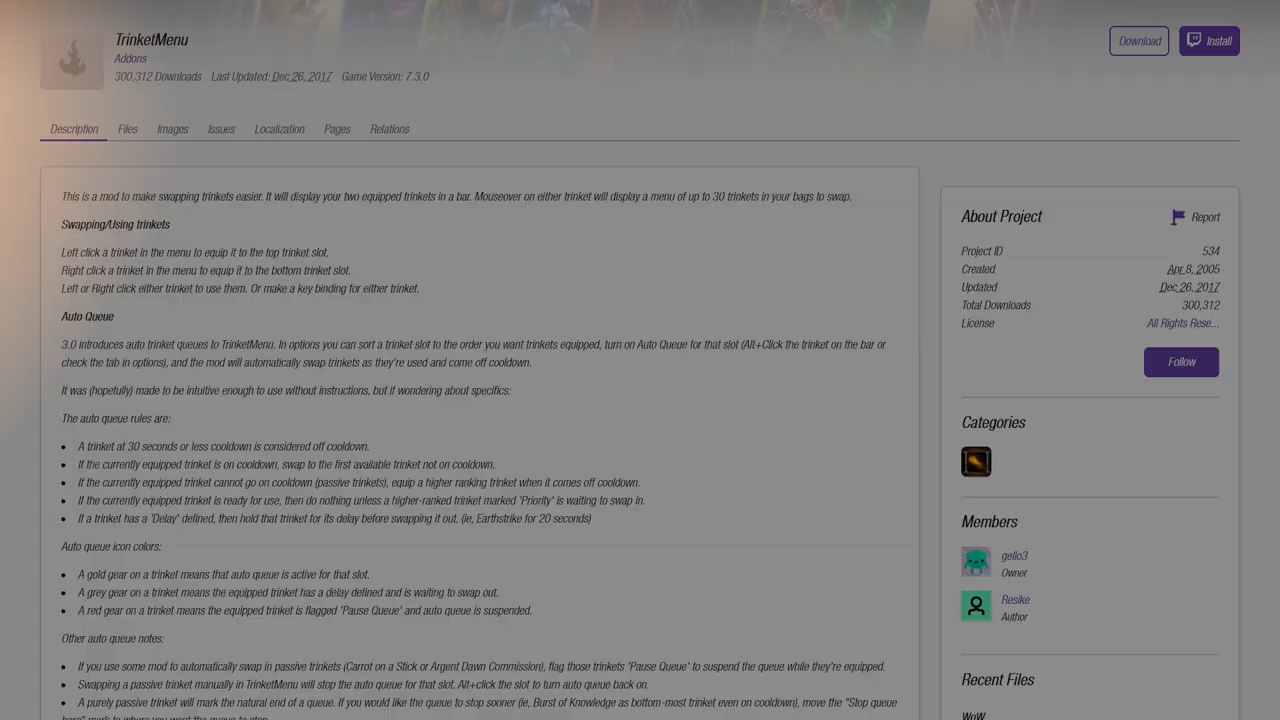 TrinketMenu
Addons
300,312 Downloads Last Updated: Dec 26, 2017 Game Version: 7.3.0
Download
Install
Description Files Images Issues Localization Pages Relations
This is a mod to make swapping trinkets easier. It will display your two equipped trinkets in a bar. Mouseover on either trinket will display a menu of up to 30 trinkets in your bags to swap.
Swapping/Using trinkets
Left click a trinket in the menu to equip it to the top trinket slot.
Right click a trinket in the menu to equip it to the bottom trinket slot.
Left or Right click either trinket to use them. Or make a key binding for either trinket.
Auto Queue
3.0 introduces auto trinket queues to TrinketMenu. In options you can sort a trinket slot to the order you want trinkets equipped, turn on Auto Queue for that slot (Alt+Click the trinket on the bar or
check the tab in options), and the mod will automatically swap trinkets as they're used and come off cooldown.
It was (hopefully) made to be intuitive enough to use without instructions, but if wondering about specifics:
The auto queue rules are:
• A trinket at 30 seconds or less cooldown is considered off cooldown.
• If the currently equipped trinket is on cooldown, swap to the first available trinket not on cooldown.
• If the currently equipped trinket cannot go on cooldown (passive trinkets), equip a higher ranking trinket when it comes off cooldown.
• If the currently equipped trinket is ready for use, then do nothing unless a higher-ranked trinket marked 'Priority' is waiting to swap in.
• If a trinket has a 'Delay' defined, then hold that trinket for its delay before swapping it out. (ie, Earthstrike for 20 seconds)
Auto queue icon colors:
• A gold gear on a trinket means that auto queue is active for that slot.
• A grey gear on a trinket means the equipped trinket has a delay defined and is waiting to swap out.
• A red gear on a trinket means the equipped trinket is flagged 'Pause Queue' and auto queue is suspended.
Other auto queue notes:
• If you use some mod to automatically swap in passive trinkets (Carrot on a Stick or Argent Dawn Commission), flag those trinkets 'Pause Queue' to suspend the queue while they're equipped.
• Swapping a passive trinket manually in TrinketMenu will stop the auto queue for that slot. Alt+click the slot to turn auto queue back on.
• A purely passive trinket will mark the natural end of a queue. If you would like the queue to stop sooner (ie, Burst of Knowledge as bottom-most trinket even on cooldown), move the "Stop queue
here" mark to where you want the queue to stop.
About Project
Report
Project ID 534
Created Apr 8, 2005
Updated Dec 26, 2017
Total Downloads 300,312
License All Rights Rese...
Follow
Categories
Members
gello3
Owner
Resike
Author
Recent Files
WoW